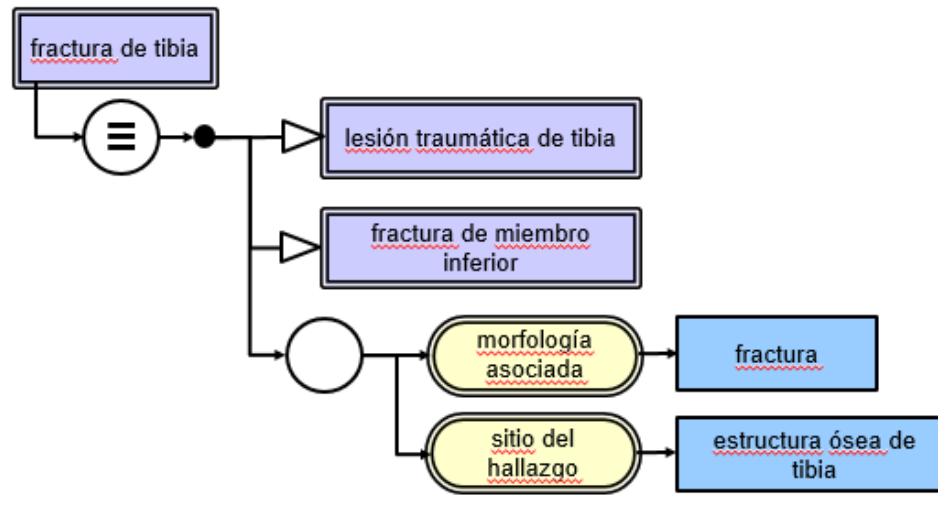 fractura de tibia
lesión traumática de tibia
fractura de miembro
inferior
morfología
asociada
fractura
sitio del
hallazgo
estructura ósea de
tibia